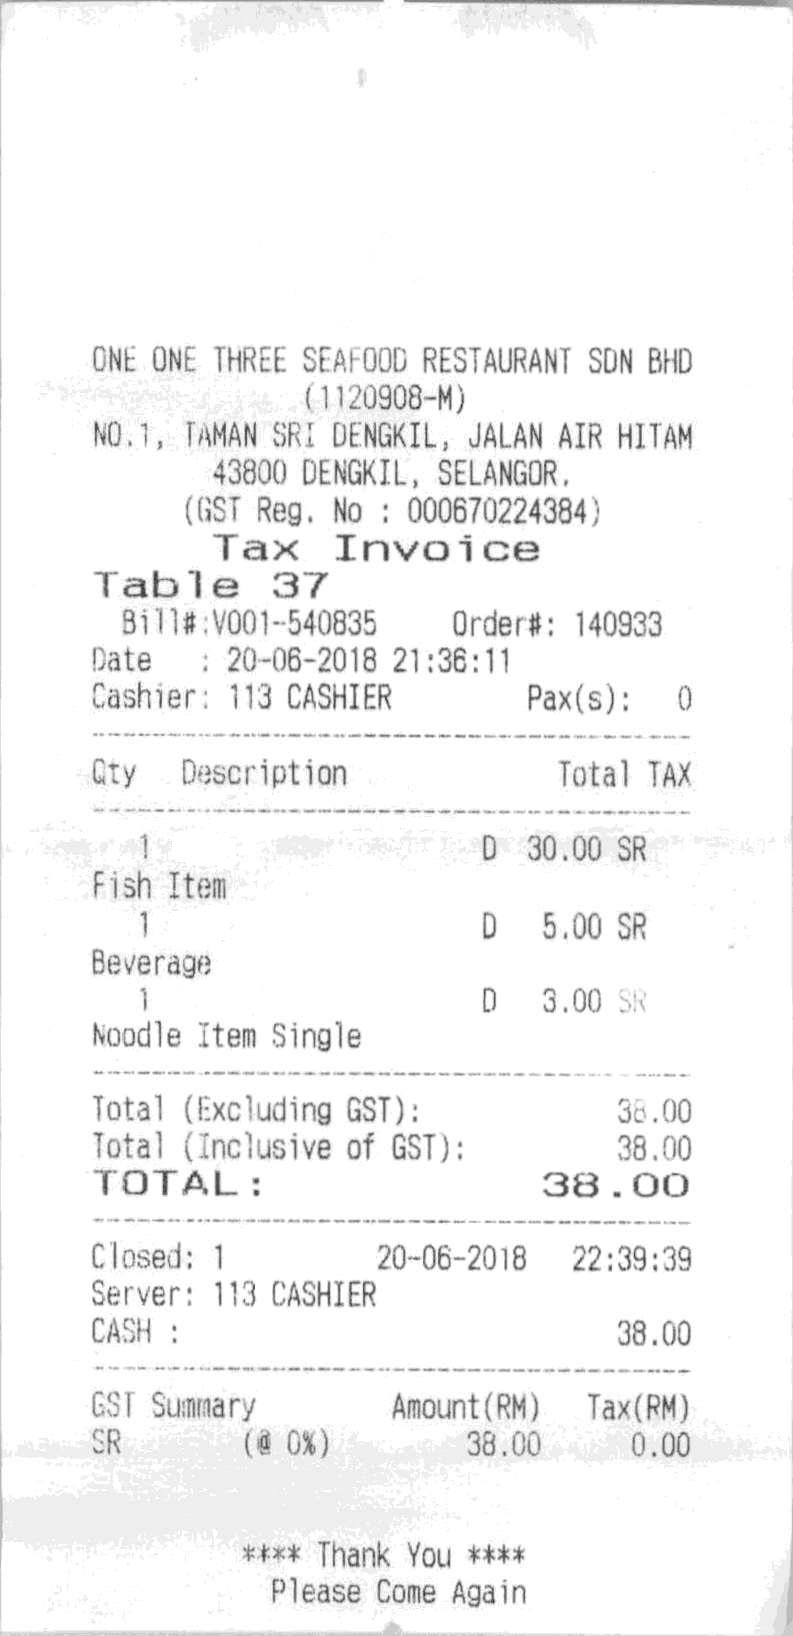 ONE ONE THREE SEAFOOD RESTAURANT SDN BHD
(1120908-M)
NO.1, TAMAN SRI DENGKIL, JALAN AIR HITAM
43800 DENGKIL, SELANGOR.
(GST Reg. No : 000670224384)
Tax Invoice
Table 37
Bill#:V001-540835 Order#: 140933
Date : 20-06-2018 21:36:11
Cashier: 113 CASHIER Pax(s): 0
Qty Description Total TAX
1 D 30.00 SR
Fish Item
1 D 5.00 SR
Beverage
1 D 3.00 SR
Noodle Item Single
Total (Excluding GST): 38.00
Total (Inclusive of GST): 38.00
TOTAL: 38.00
Closed: 1 20-06-2018 22:39:39
Server: 113 CASHIER
CASH : 38.00
GST Summary Amount(RM) Tax(RM)
SR (@ 0%) 38.00 0.00
**** Thank You ****
Please Come Again